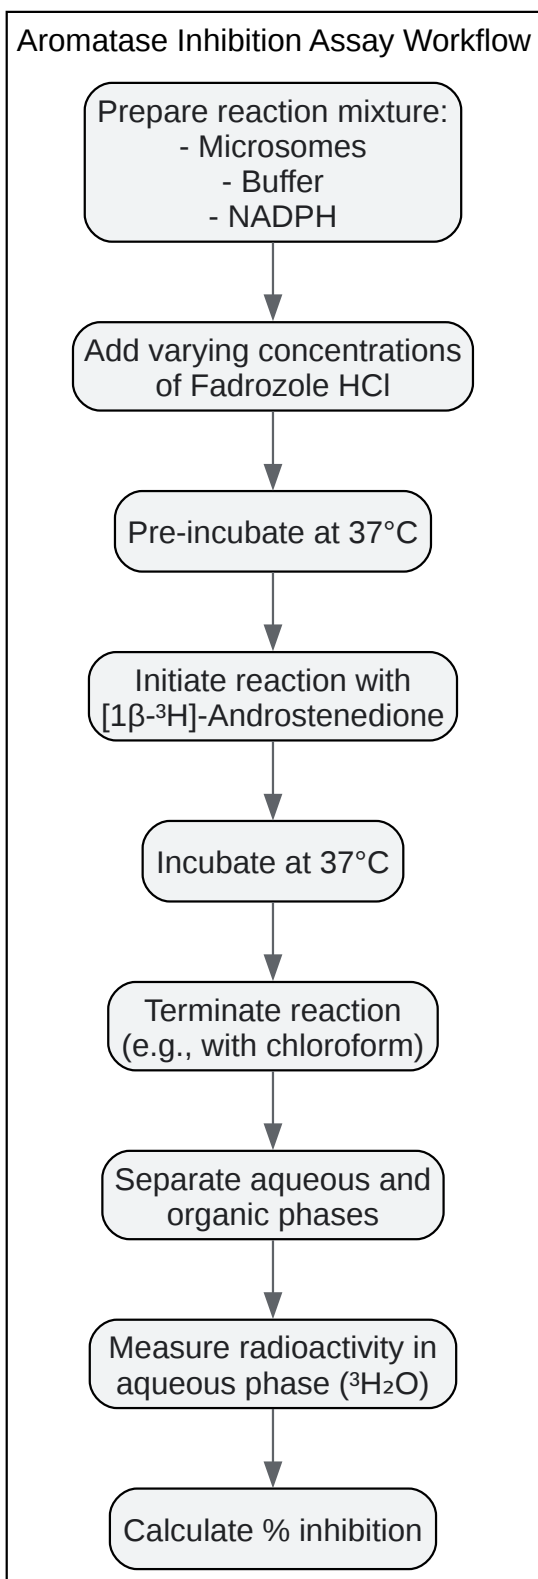 Aromatase Inhibition Assay Workflow
Prepare reaction mixture:
- Microsomes
- Buffer
- NADPH
Add varying concentrations
of Fadrozole HCl
Pre-incubate at 37°C
Initiate reaction with
[1β-³H]-Androstenedione
Incubate at 37°C
Terminate reaction
(e.g., with chloroform)
Separate aqueous and
organic phases
Measure radioactivity in
aqueous phase (³H₂O)
Calculate % inhibition